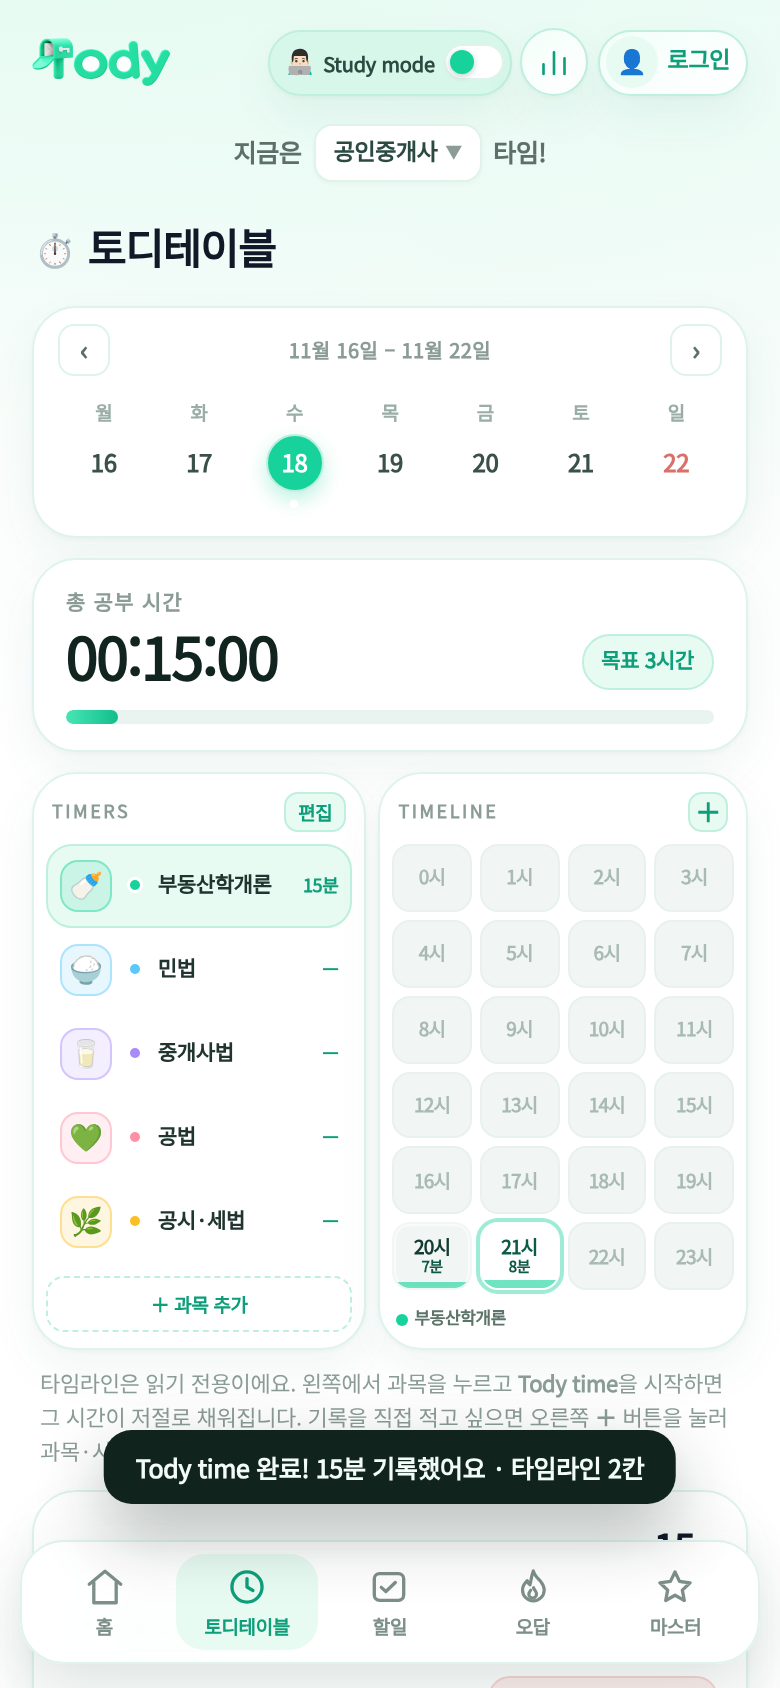 Tody
Study mode
로그인
지금은 공인중개사 ▼ 타임!
토디테이블
‹ 11월 16일 – 11월 22일 ›
월 화 수 목 금 토 일
16 17 18 19 20 21 22
총 공부 시간
00:15:00
목표 3시간
TIMERS 편집
부동산학개론 15분
민법 –
중개사법 –
공법 –
공시·세법 –
+ 과목 추가
TIMELINE +
0시 1시 2시 3시
4시 5시 6시 7시
8시 9시 10시 11시
12시 13시 14시 15시
16시 17시 18시 19시
20시 21시 22시 23시
7분 8분
부동산학개론
타임라인은 읽기 전용이에요. 왼쪽에서 과목을 누르고 Tody time을 시작하면
그 시간이 저절로 채워집니다. 기록을 직접 적고 싶으면 오른쪽 + 버튼을 눌러
과목·
Tody time 완료! 15분 기록했어요 · 타임라인 2칸
홈 토디테이블 할일 오답 마스터